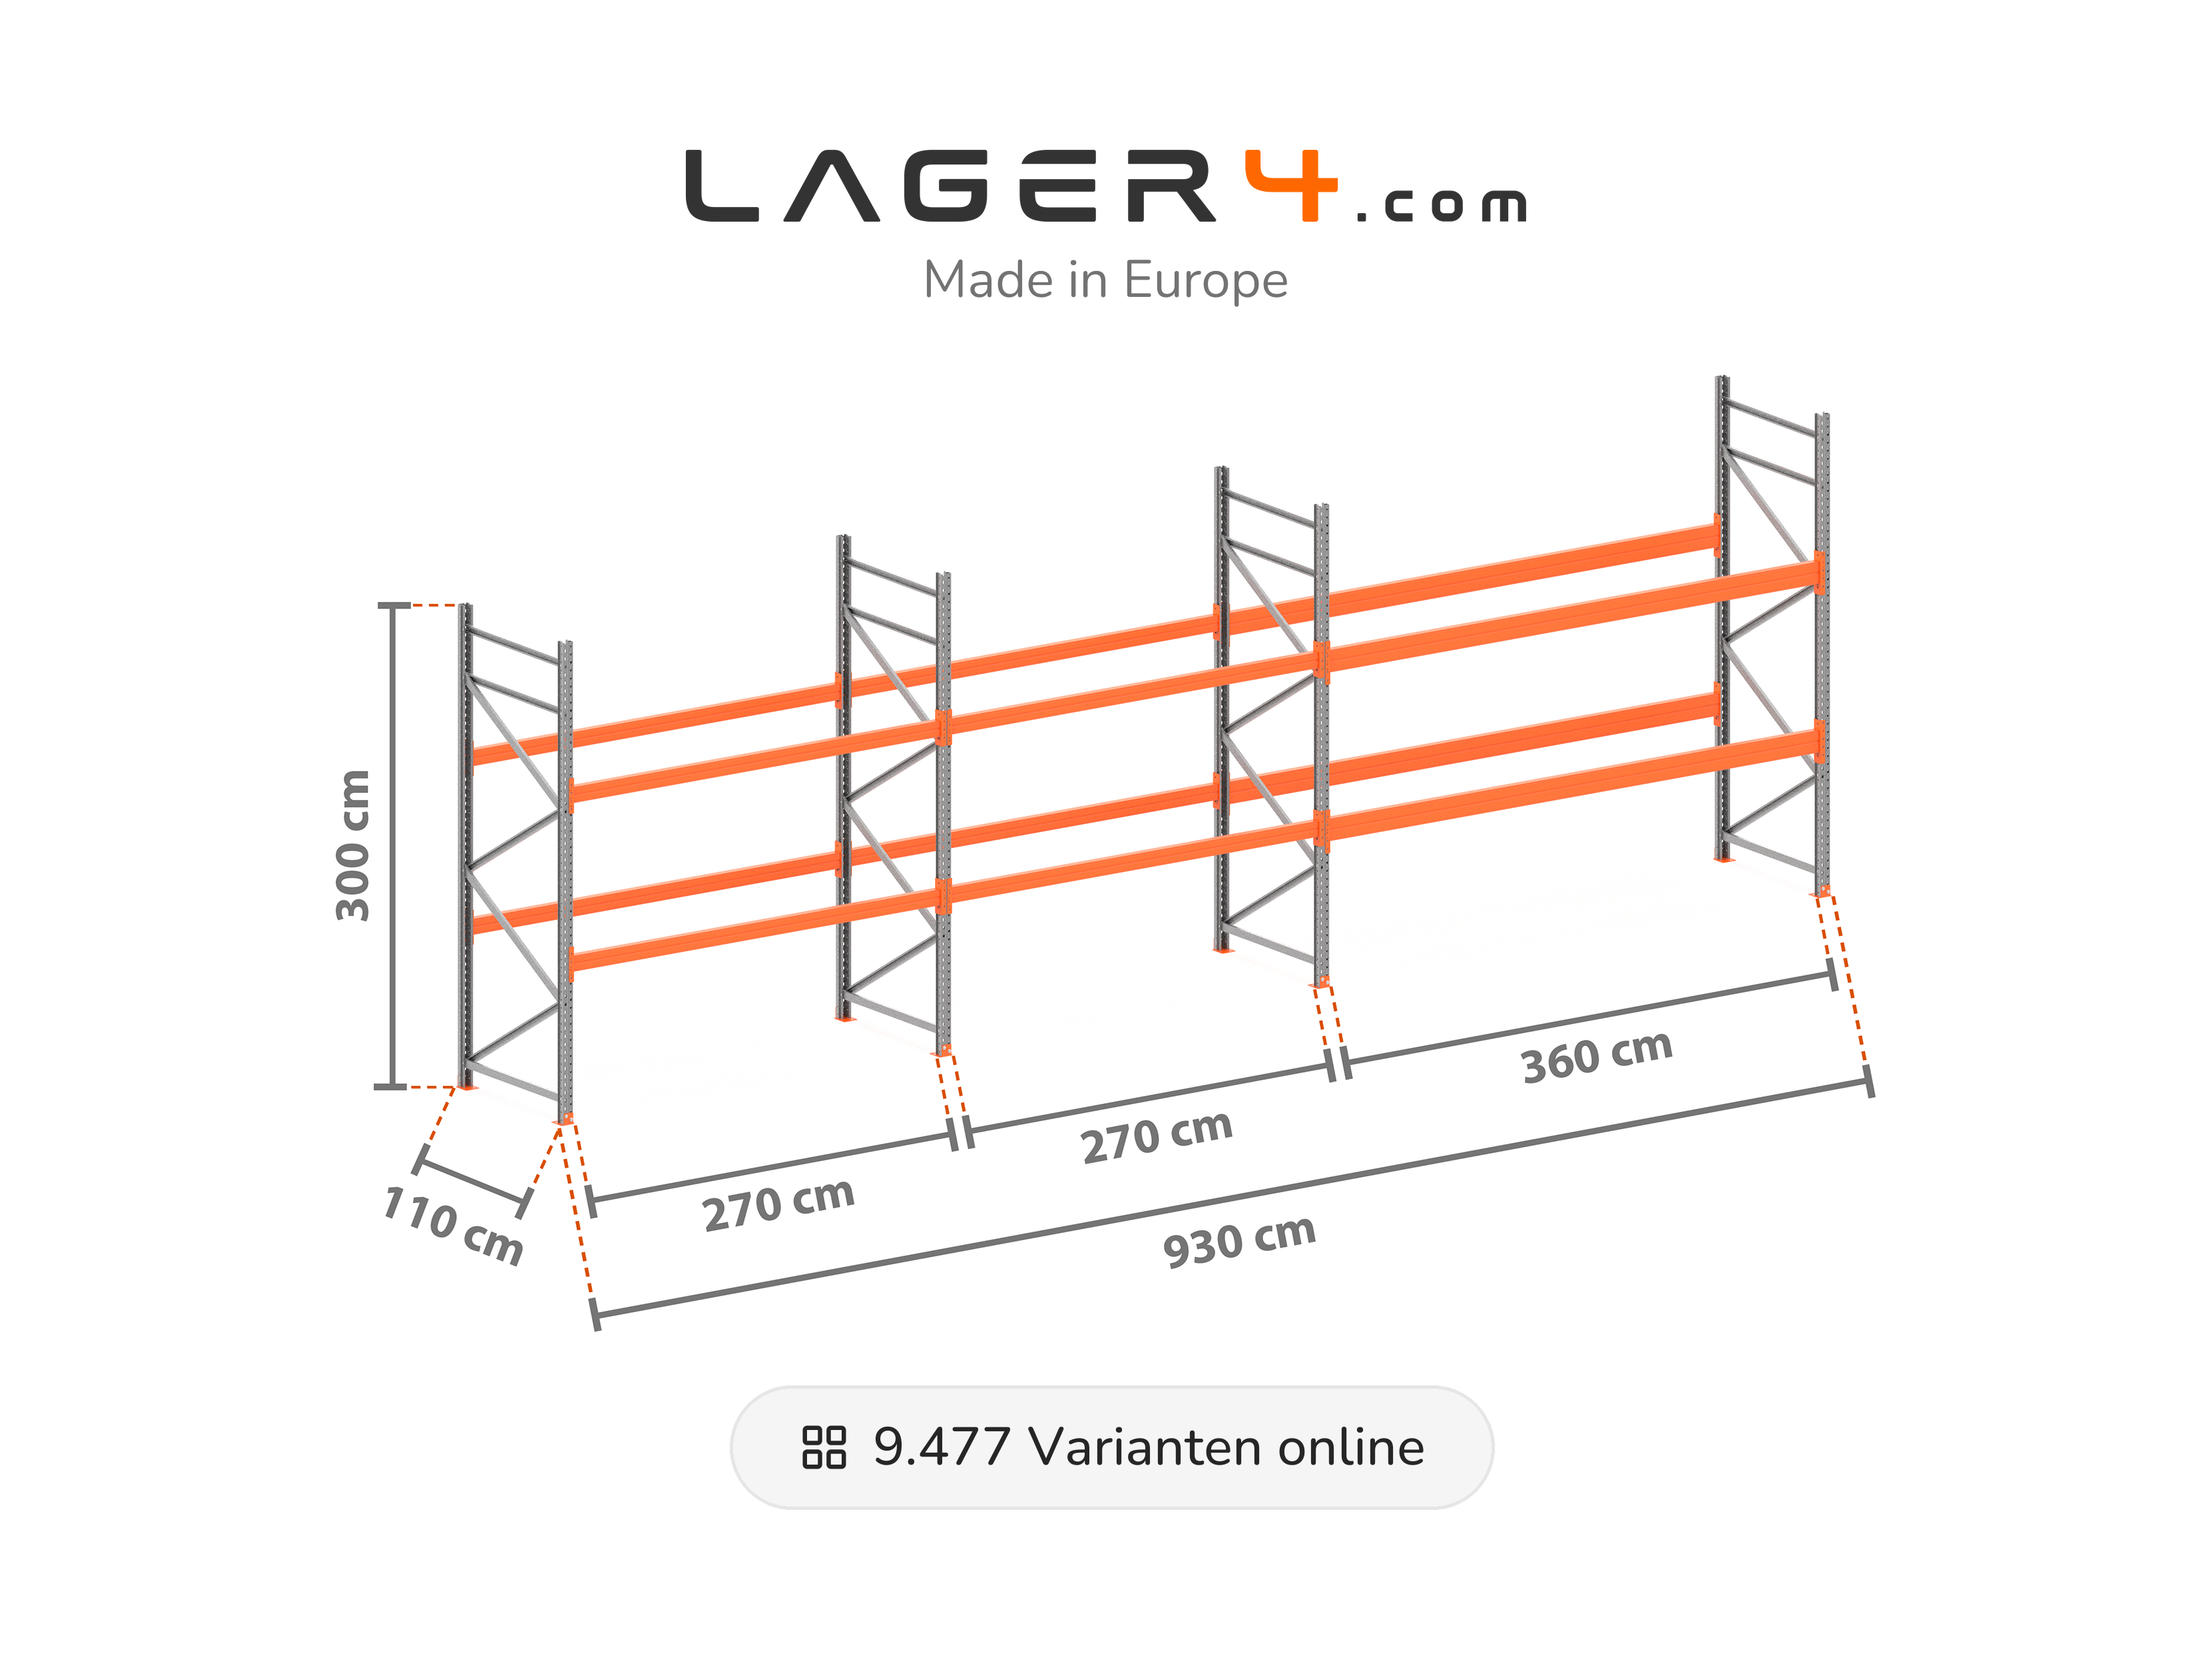 LAGER4.com
Made in Europe
300 cm
110 cm
270 cm
270 cm
360 cm
930 cm
9.477 Varianten online